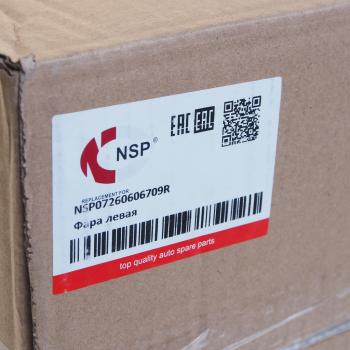 NSP®
EAC EAC
REPLACEMENT FOR
NSP07260606709R
Фара левая
top quality auto spare parts